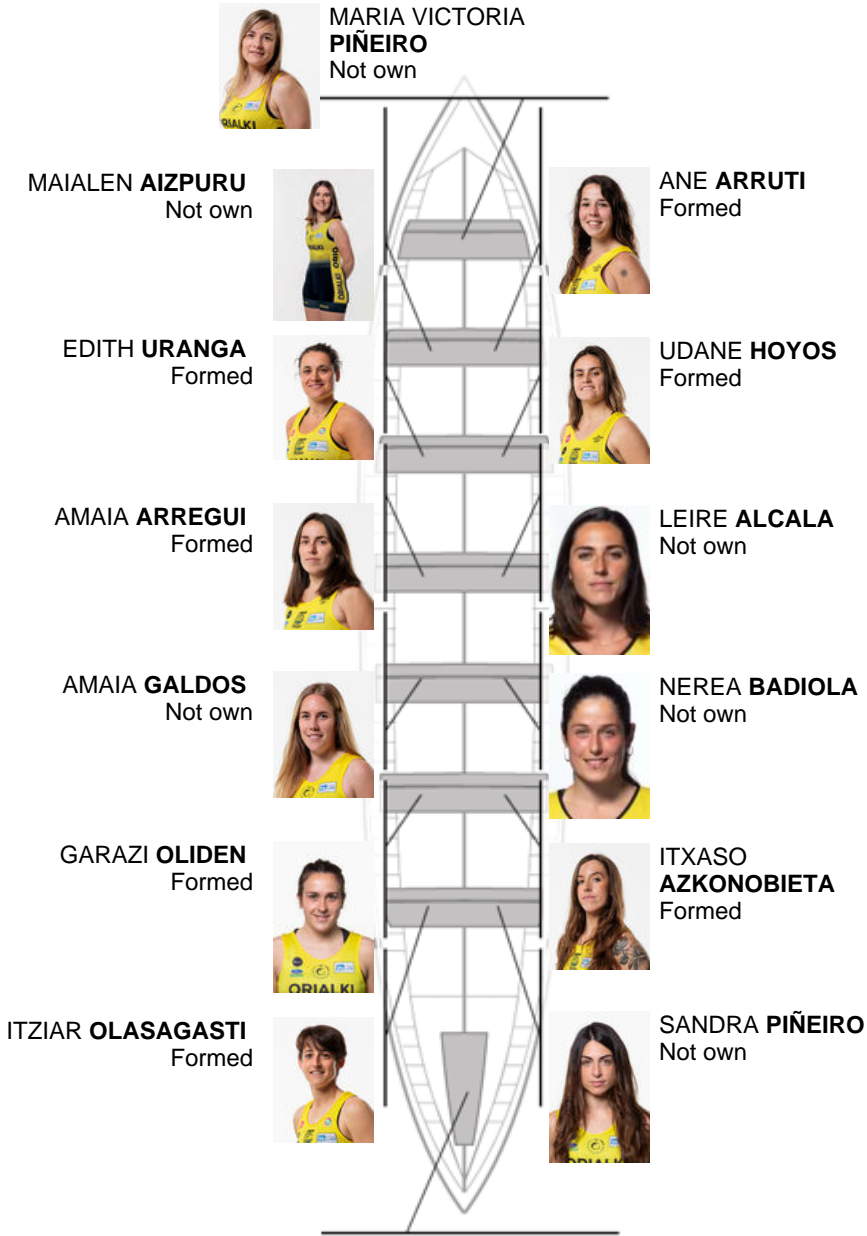 MARIA VICTORIA
PIÑEIRO
Not own
ORIALKI
MAIALEN AIZPURU
Not own
ANE ARRUTI
Formed
EDITH URANGA
Formed
UDANE HOYOS
Formed
AMAIA ARREGUI
Formed
LEIRE ALCALA
Not own
AMAIA GALDOS
Not own
NEREA BADIOLA
Not own
GARAZI OLIDEN
Formed
ORIALKI
ITXASO
AZKONOBIETA
Formed
ITZIAR OLASAGASTI
Formed
SANDRA PIÑEIRO
Not own